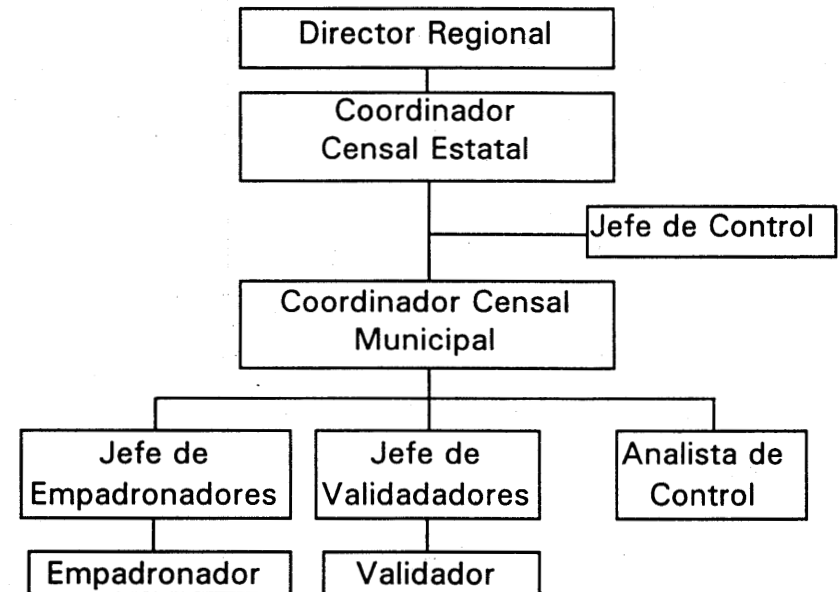 Director Regional
Coordinador
Censal Estatal
Jefe de Control
Coordinador Censal
Municipal
Jefe de
Empadronadores
Jefe de
Validadadores
Analista de
Control
Empadronador
Validador